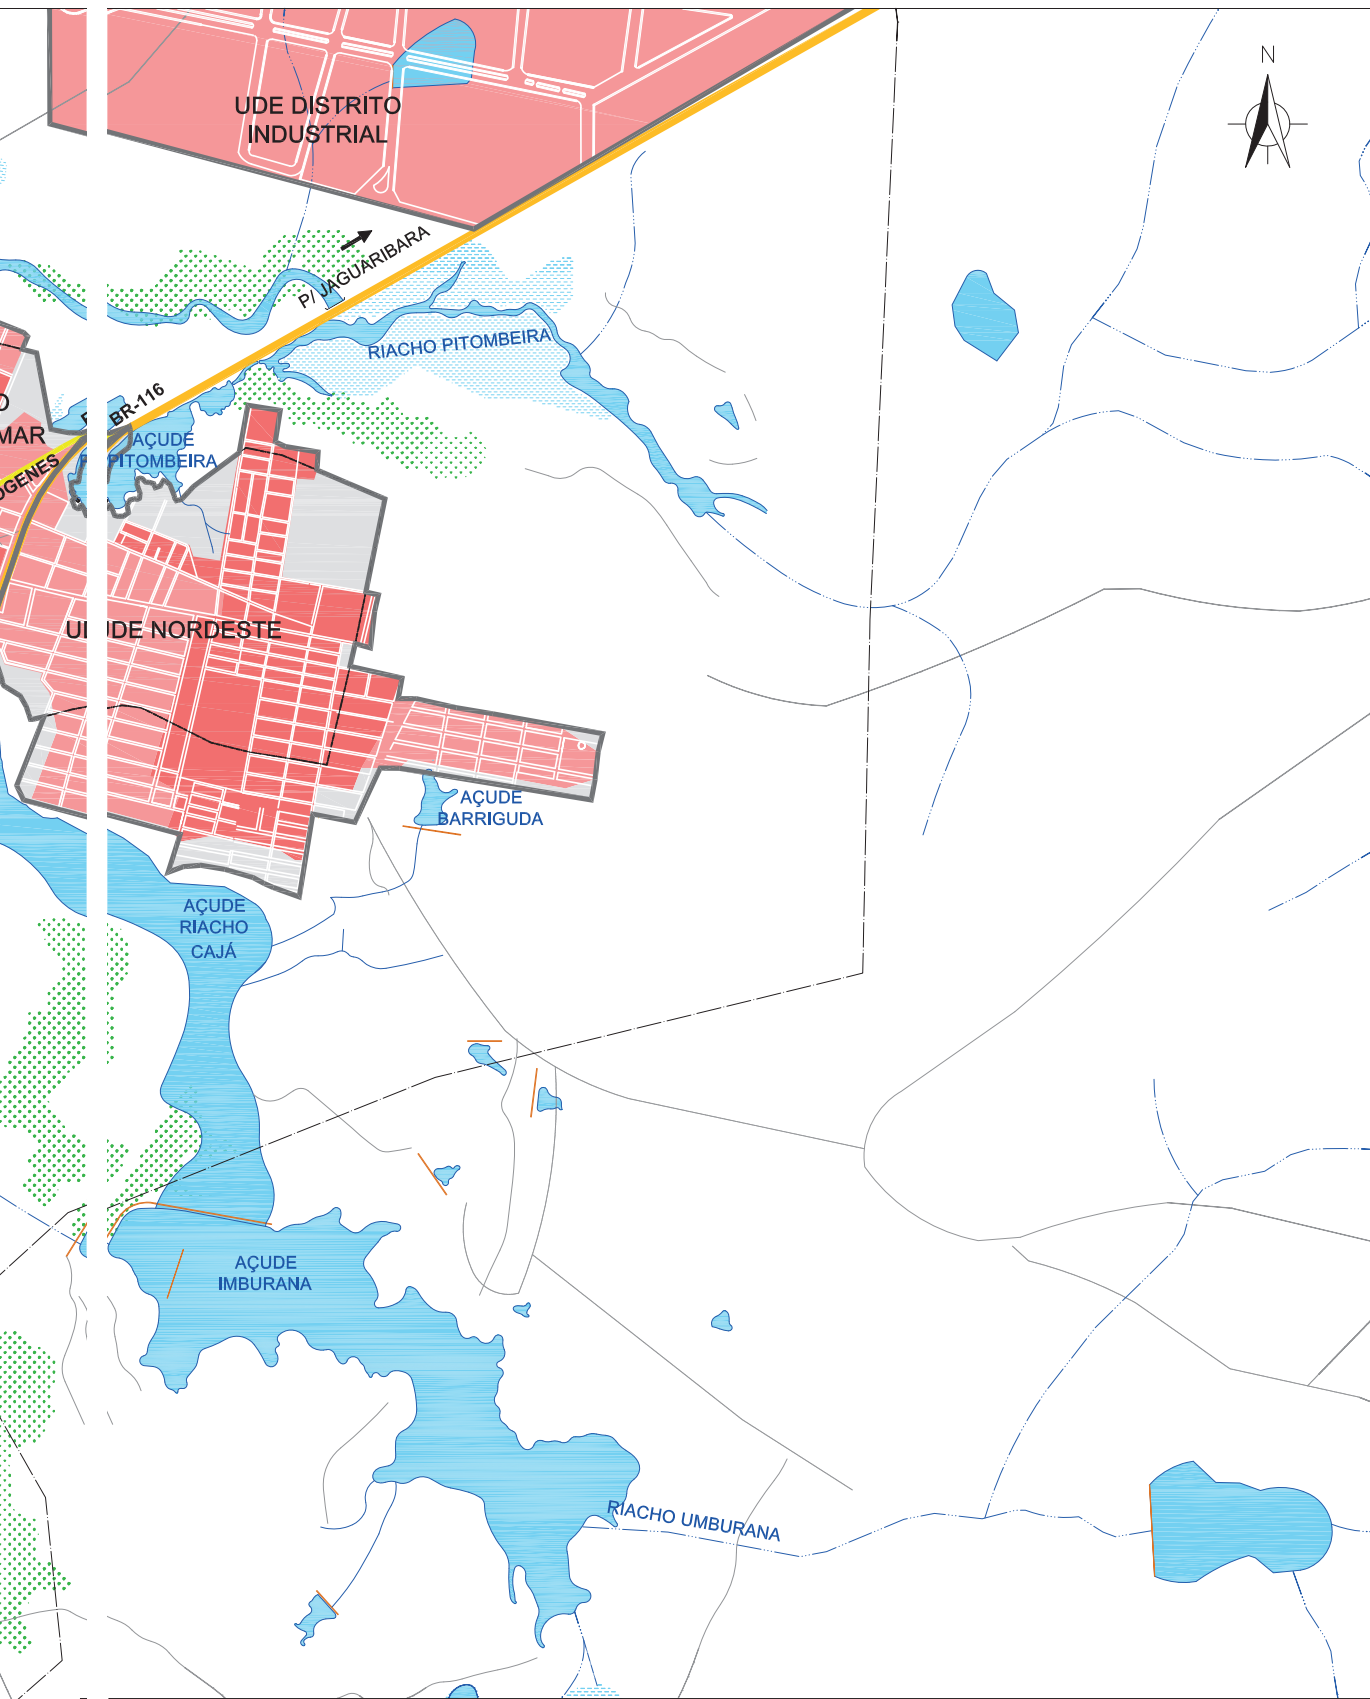 N
UDE DISTRITO
INDUSTRIAL
P/ JAGUARIBARA
RIACHO PITOMBEIRA
BR-116
O
MAR
OGENES
AÇUDE
PITOMBEIRA
UDE NORDESTE
AÇUDE
BARRIGUDA
AÇUDE
RIACHO
CAJÁ
AÇUDE
IMBURANA
RIACHO UMBURANA